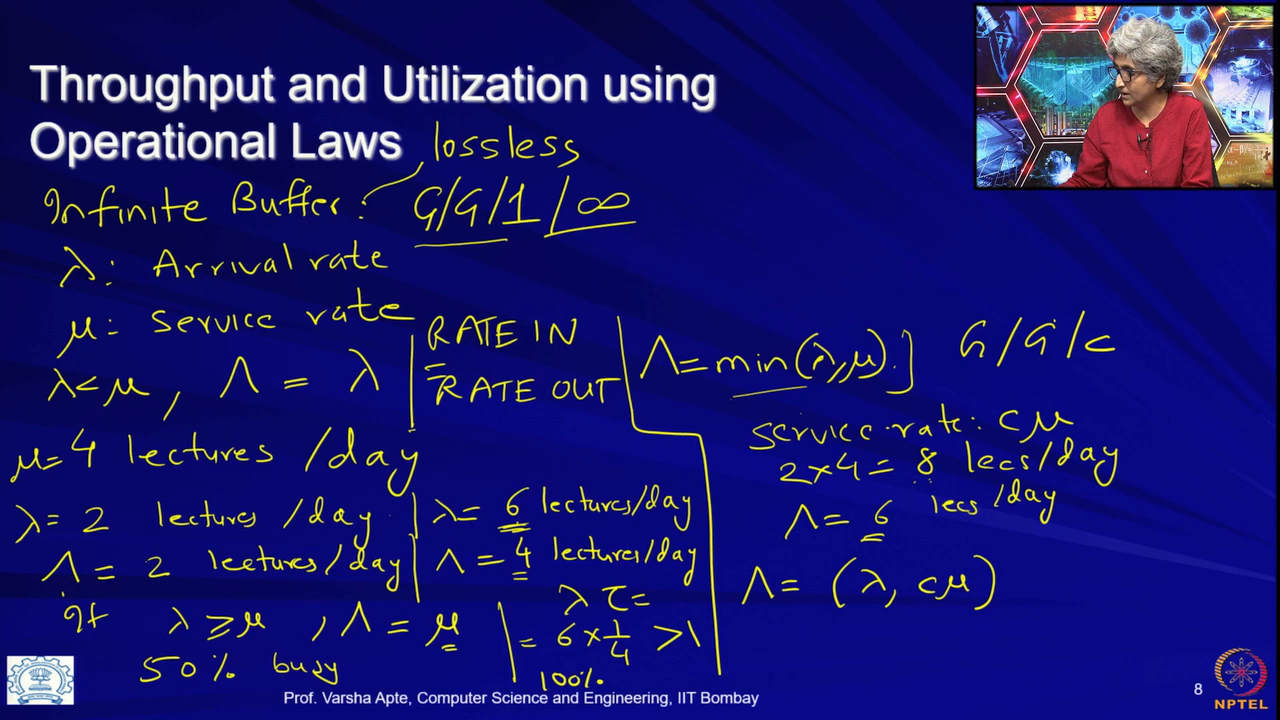 Throughput and Utilization using
Operational Laws
lossless
Infinite Buffer: G/G/1/∞
λ: Arrival rate
μ: Service rate
λ<μ, Λ = λ
RATE IN
= RATE OUT
Λ=min(λ,μ).]
G/G/c
μ=4 lectures /day
λ= 2 lectures /day
Λ = 2 lectures/day
λ= 6 lectures/day
Λ = 4 lectures/day
If λ ≥ μ, Λ = μ
50% busy
λ τ=
= 6 × 1/4 >1
100%
service rate: cμ
2×4= 8 lecs/day
Λ= 6 lecs /day
Λ= (λ, cμ)
Prof. Varsha Apte, Computer Science and Engineering, IIT Bombay
8
NPTEL
NPTEL